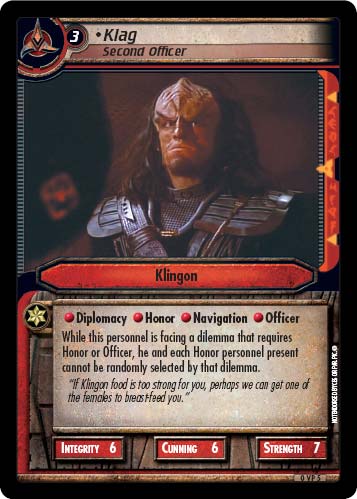 3
•Klag
Second Officer
Klingon
Diplomacy Honor Navigation Officer
While this personnel is facing a dilemma that requires
Honor or Officer, he and each Honor personnel present
cannot be randomly selected by that dilemma.
"If Klingon food is too strong for you, perhaps we can get one
of the females to breast-feed you."
Integrity 6 Cunning 6 Strength 7
0 VP 5